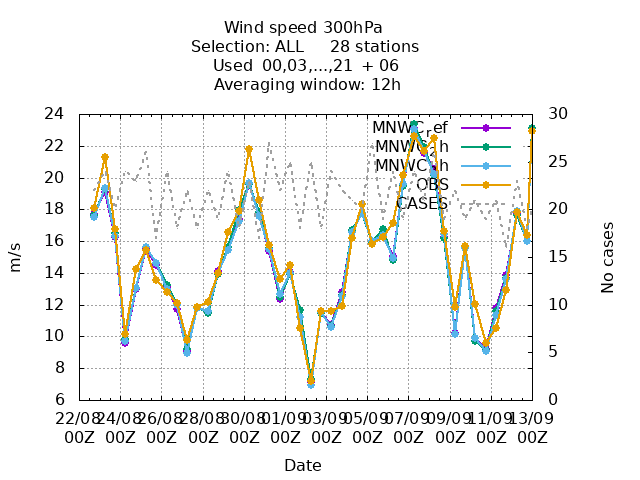 Wind speed 300hPa
Selection: ALL 28 stations
Used 00,03,...,21 + 06
Averaging window: 12h
m/s
No cases
24
22
20
18
16
14
12
10
8
6
30
25
20
15
10
5
0
MNWC_ref
MNWC_2h
OBS
CASES
22/08 00Z
24/08 00Z
26/08 00Z
28/08 00Z
30/08 00Z
01/09 00Z
03/09 00Z
05/09 00Z
07/09 00Z
09/09 00Z
11/09 00Z
13/09 00Z
Date